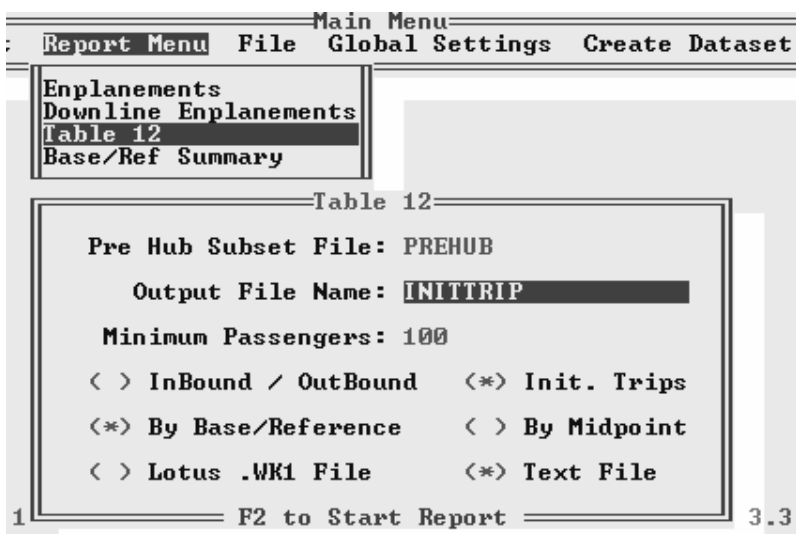 Main Menu
: Report Menu File Global Settings Create Dataset
Enplanements
Downline Enplanements
Table 12
Base/Ref Summary
Table 12
Pre Hub Subset File: PREHUB
Output File Name: INITTRIP
Minimum Passengers: 100
( ) InBound / OutBound (*) Init. Trips
(*) By Base/Reference ( ) By Midpoint
( ) Lotus .WK1 File (*) Text File
1 F2 to Start Report 3.3